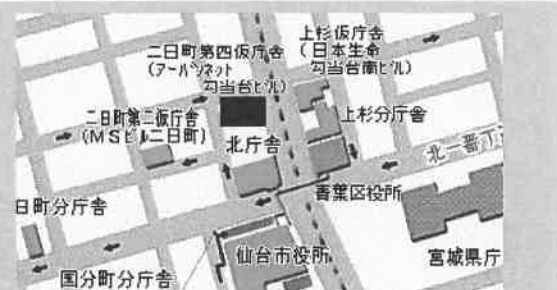 上杉仮庁舎
(日本生命
勾当台南ビル)
二日町第四仮庁舎
(アーバンネット
勾当台ビル)
二日町第二仮庁舎
(MSビル二日町)
上杉分庁舎
北庁舎
北一番丁
青葉区役所
日町分庁舎
仙台市役所
宮城県庁
国分町分庁舎